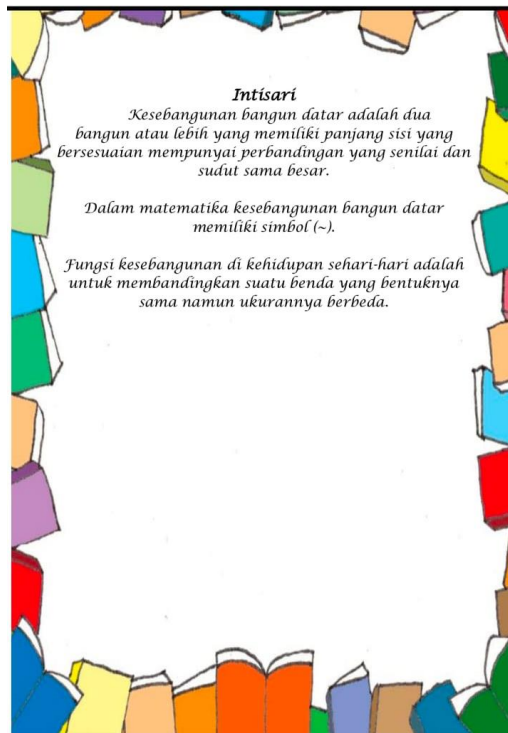 Intisari
Kesebangunan bangun datar adalah dua
bangun atau lebih yang memiliki panjang sisi yang
bersesuaian mempunyai perbandingan yang senilai dan
sudut sama besar.
Dalam matematika kesebangunan bangun datar
memiliki simbol (~).
Fungsi kesebangunan di kehidupan sehari-hari adalah
untuk membandingkan suatu benda yang bentuknya
sama namun ukurannya berbeda.